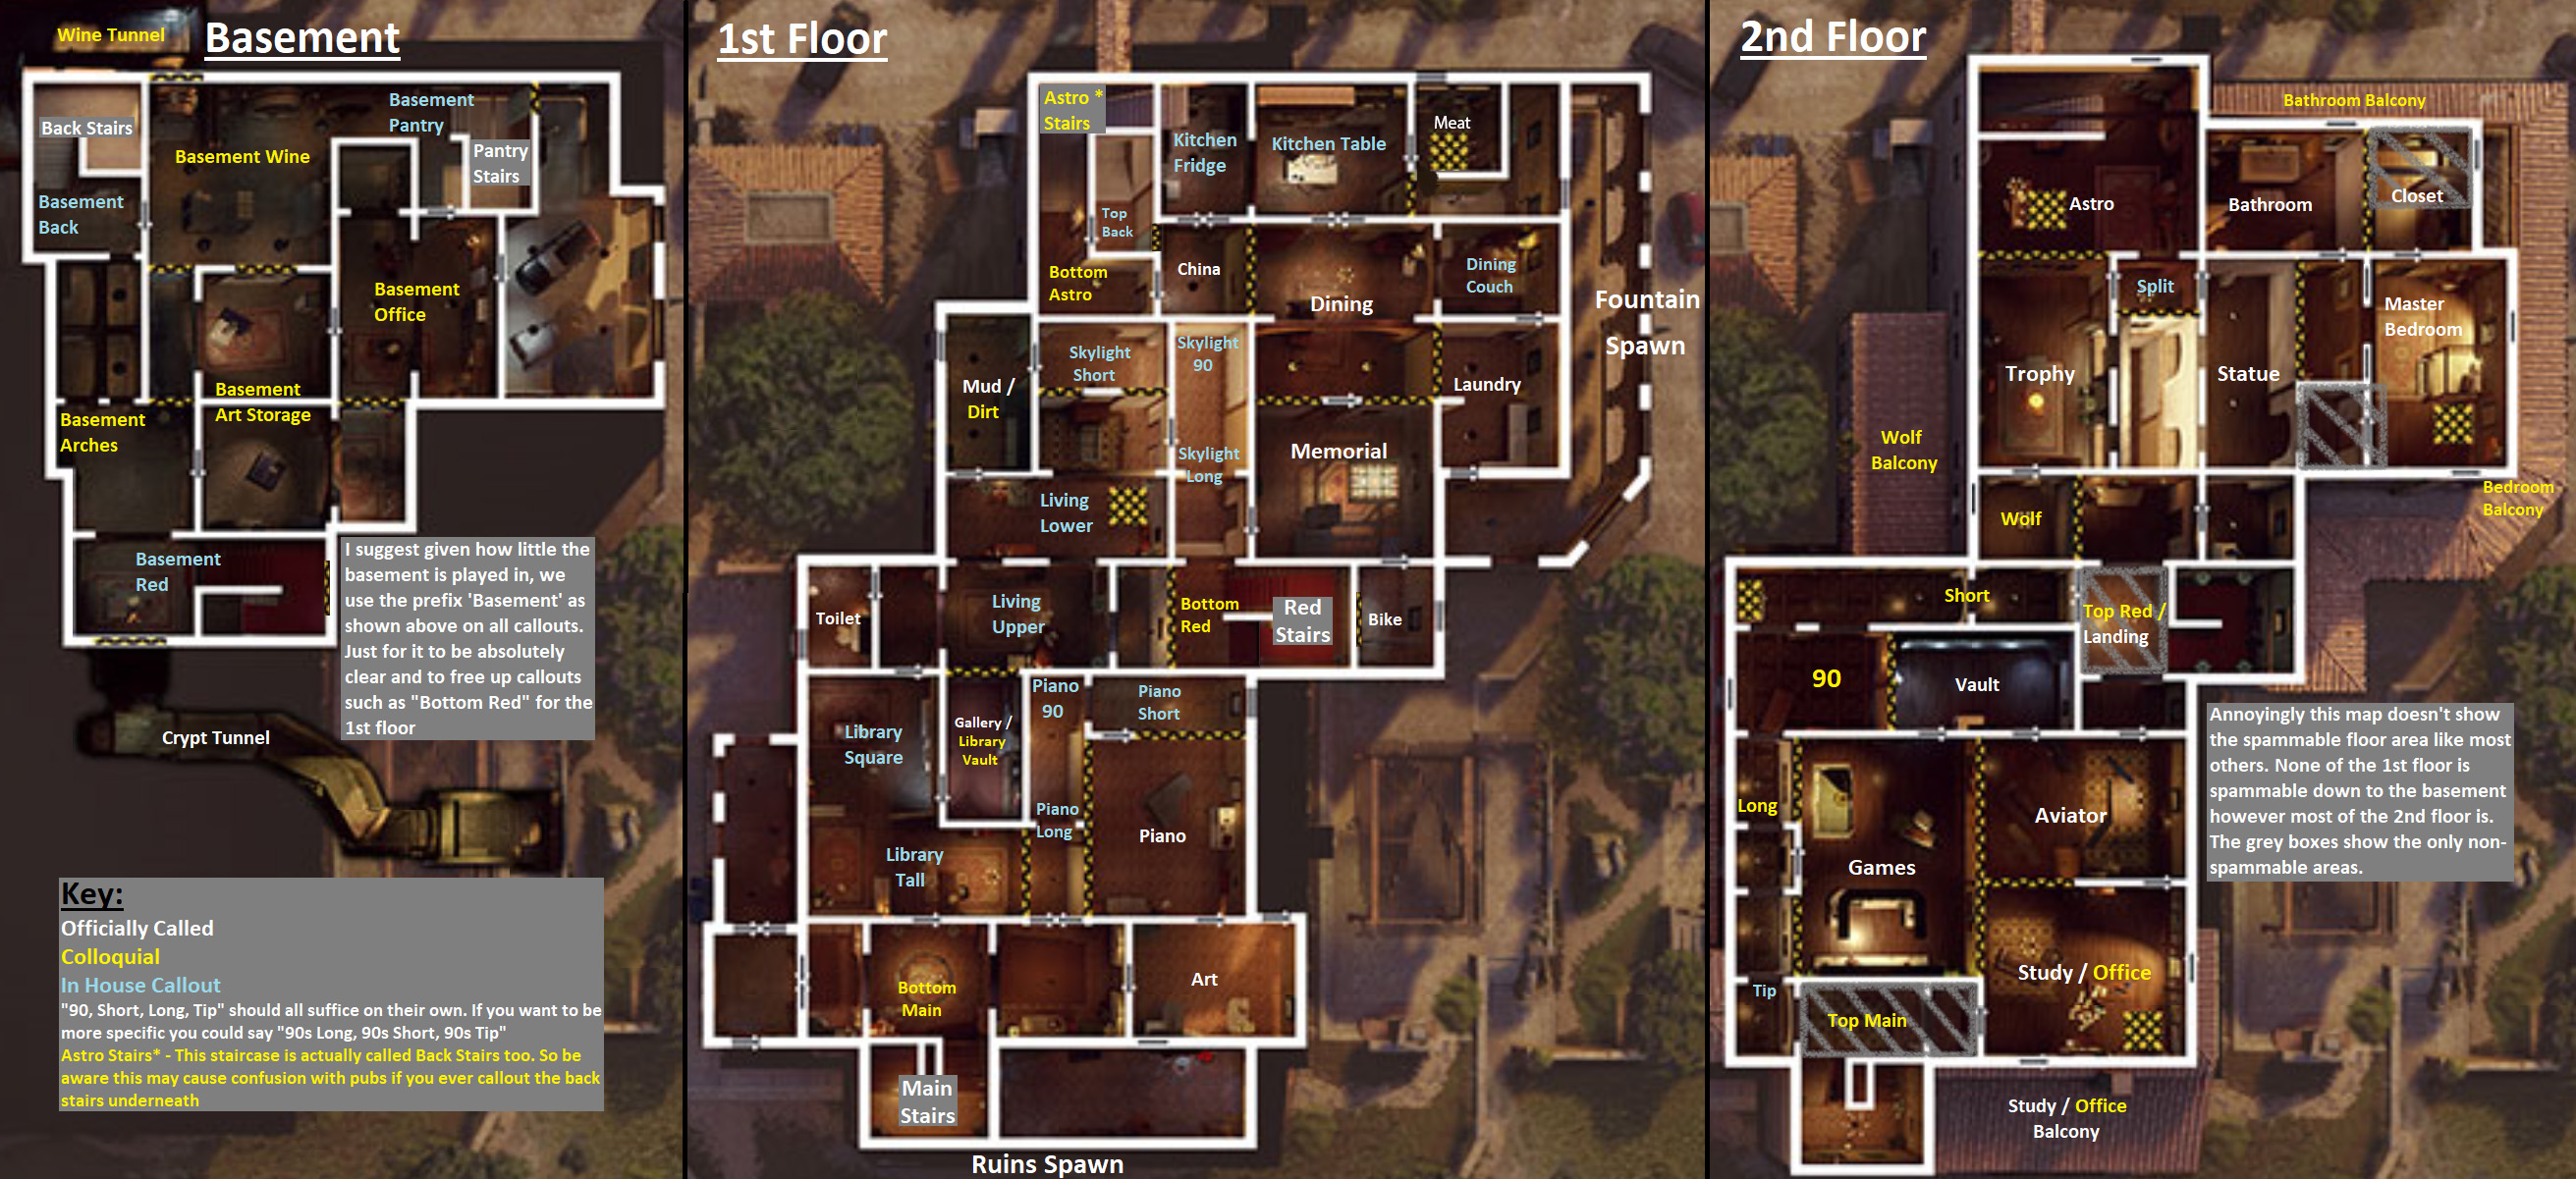 Wine Tunnel
Basement
Back Stairs
Basement
Pantry
Pantry
Stairs
Basement Wine
Basement
Back
Basement
Office
Basement
Art Storage
Basement
Arches
Basement
Red
I suggest given how little the
basement is played in, we
use the prefix 'Basement' as
shown above on all callouts.
Just for it to be absolutely
clear and to free up callouts
such as "Bottom Red" for the
1st floor
Crypt Tunnel
Key:
Officially Called
Colloquial
In House Callout
"90, Short, Long, Tip" should all suffice on their own. If you want to be
more specific you could say "90s Long, 90s Short, 90s Tip"
Astro Stairs* - This staircase is actually called Back Stairs too. So be
aware this may cause confusion with pubs if you ever callout the back
stairs underneath
1st Floor
Astro *
Stairs
Kitchen
Fridge
Kitchen Table
Meat
Top
Back
Bottom
Astro
China
Dining
Dining
Couch
Fountain
Spawn
Mud /
Dirt
Skylight
Short
Skylight
90
Skylight
Long
Laundry
Memorial
Living
Lower
Toilet
Living
Upper
Bottom
Red
Red
Stairs
Bike
Library
Square
Gallery /
Library
Vault
Piano
90
Piano
Short
Piano
Long
Piano
Library
Tall
Bottom
Main
Art
Main
Stairs
Ruins Spawn
2nd Floor
Bathroom Balcony
Astro
Bathroom
Closet
Split
Master
Bedroom
Trophy
Statue
Wolf
Balcony
Bedroom
Balcony
Wolf
Short
Top Red /
Landing
90
Vault
Annoyingly this map doesn't show
the spammable floor area like most
others. None of the 1st floor is
spammable down to the basement
however most of the 2nd floor is.
The grey boxes show the only non-
spammable areas.
Long
Aviator
Games
Study / Office
Tip
Top Main
Study / Office
Balcony